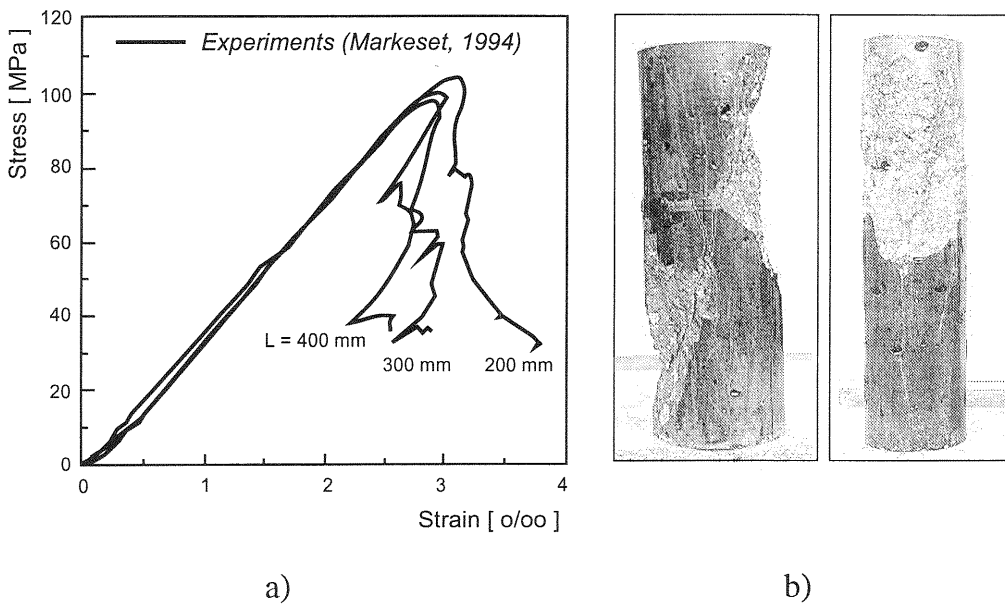 120
100
80
60
40
20
0
Stress [ MPa ]
Experiments (Markeset, 1994)
L = 400 mm
300 mm
200 mm
0 1 2 3 4
Strain [ o/oo ]
a)
b)